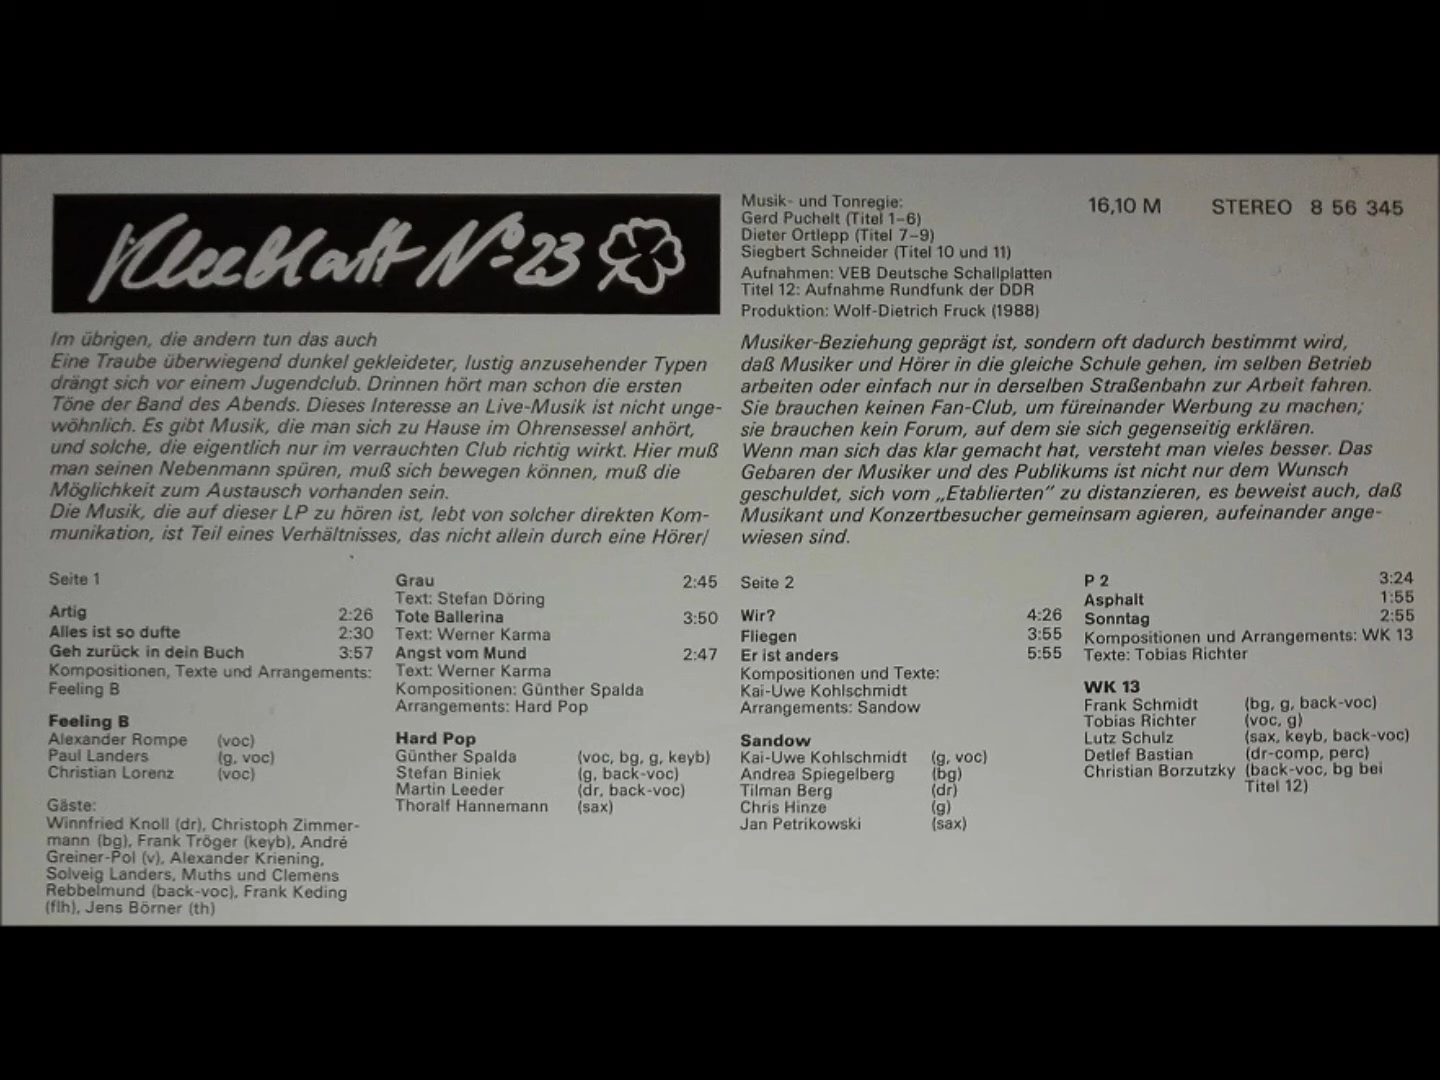 Kleeblatt No 23
Musik- und Tonregie:
Gerd Puchelt (Titel 1–6)
Dieter Ortlepp (Titel 7–9)
Siegbert Schneider (Titel 10 und 11)
Aufnahmen: VEB Deutsche Schallplatten
Titel 12: Aufnahme Rundfunk der DDR
Produktion: Wolf-Dietrich Fruck (1988)
16,10 M STEREO 8 56 345
Im übrigen, die andern tun das auch
Eine Traube überwiegend dunkel gekleideter, lustig anzusehender Typen
drängt sich vor einem Jugendclub. Drinnen hört man schon die ersten
Töne der Band des Abends. Dieses Interesse an Live-Musik ist nicht unge-
wöhnlich. Es gibt Musik, die man sich zu Hause im Ohrensessel anhört,
und solche, die eigentlich nur im verrauchten Club richtig wirkt. Hier muß
man seinen Nebenmann spüren, muß sich bewegen können, muß die
Möglichkeit zum Austausch vorhanden sein.
Die Musik, die auf dieser LP zu hören ist, lebt von solcher direkten Kom-
munikation, ist Teil eines Verhältnisses, das nicht allein durch eine Hörer/
Musiker-Beziehung geprägt ist, sondern oft dadurch bestimmt wird,
daß Musiker und Hörer in die gleiche Schule gehen, im selben Betrieb
arbeiten oder einfach nur in derselben Straßenbahn zur Arbeit fahren.
Sie brauchen keinen Fan-Club, um füreinander Werbung zu machen;
sie brauchen kein Forum, auf dem sie sich gegenseitig erklären.
Wenn man sich das klar gemacht hat, versteht man vieles besser. Das
Gebaren der Musiker und des Publikums ist nicht nur dem Wunsch
geschuldet, sich vom „Etablierten” zu distanzieren, es beweist auch, daß
Musikant und Konzertbesucher gemeinsam agieren, aufeinander ange-
wiesen sind.
Seite 1
Artig 2:26
Alles ist so dufte 2:30
Geh zurück in dein Buch 3:57
Kompositionen, Texte und Arrangements:
Feeling B
Feeling B
Alexander Rompe (voc)
Paul Landers (g, voc)
Christian Lorenz (voc)
Gäste:
Winnfried Knoll (dr), Christoph Zimmer-
mann (bg), Frank Tröger (keyb), André
Greiner-Pol (v), Alexander Kriening,
Solveig Landers, Muths und Clemens
Rebbelmund (back-voc), Frank Keding
(flh), Jens Börner (th)
Grau 2:45
Text: Stefan Döring
Tote Ballerina 3:50
Text: Werner Karma
Angst vom Mund 2:47
Text: Werner Karma
Kompositionen: Günther Spalda
Arrangements: Hard Pop
Hard Pop
Günther Spalda (voc, bg, g, keyb)
Stefan Biniek (g, back-voc)
Martin Leeder (dr, back-voc)
Thoralf Hannemann (sax)
Seite 2
Wir? 4:26
Fliegen 3:55
Er ist anders 5:55
Kompositionen und Texte:
Kai-Uwe Kohlschmidt
Arrangements: Sandow
Sandow
Kai-Uwe Kohlschmidt (g, voc)
Andrea Spiegelberg (bg)
Tilman Berg (dr)
Chris Hinze (g)
Jan Petrikowski (sax)
P 2 3:24
Asphalt 1:55
Sonntag 2:55
Kompositionen und Arrangements: WK 13
Texte: Tobias Richter
WK 13
Frank Schmidt (bg, g, back-voc)
Tobias Richter (voc, g)
Lutz Schulz (sax, keyb, back-voc)
Detlef Bastian (dr-comp, perc)
Christian Borzutzky (back-voc, bg bei
Titel 12)